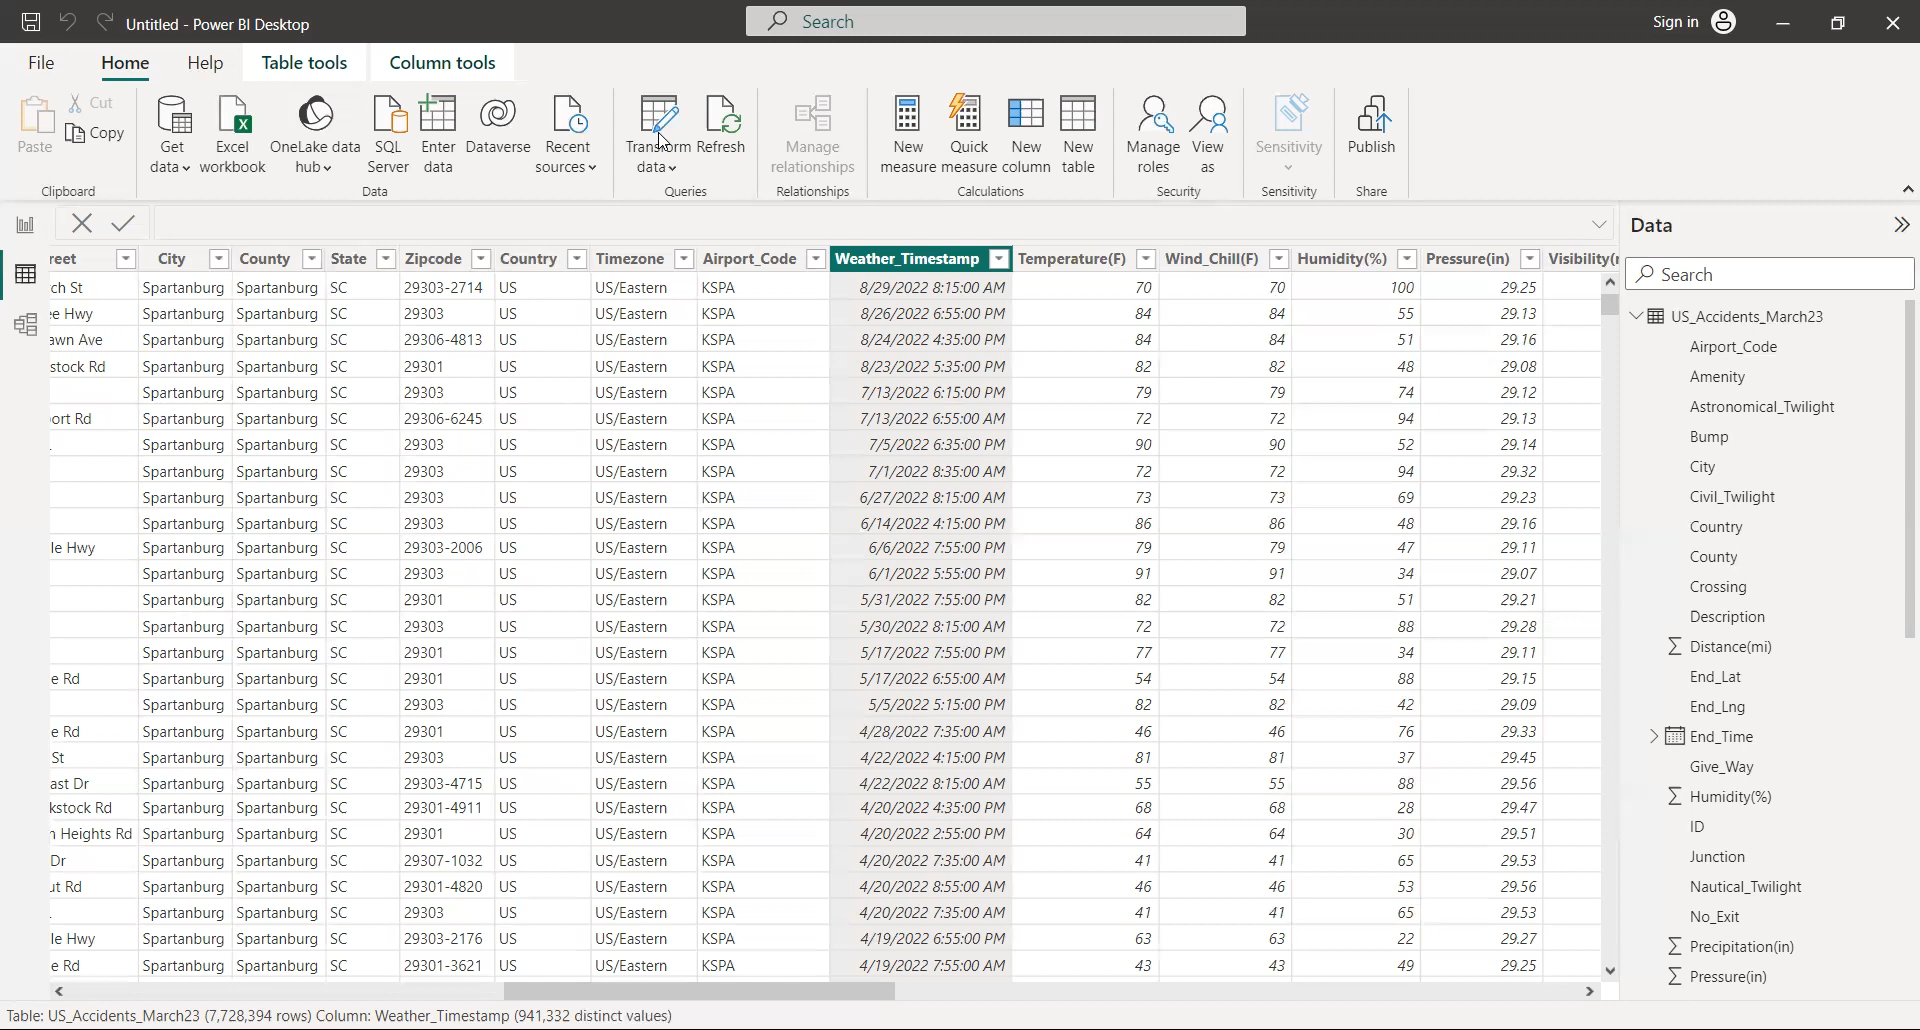 Untitled - Power BI Desktop
Search
Sign in
File Home Help Table tools Column tools
Paste
Cut
Copy
Get data
Excel workbook
OneLake data hub
SQL Server
Enter data
Dataverse
Recent sources
Transform data
Refresh
Manage relationships
New measure
Quick measure
New column
New table
Manage roles
View as
Sensitivity
Publish
Clipboard Data Queries Relationships Calculations Security Sensitivity Share
reet City County State Zipcode Country Timezone Airport_Code Weather_Timestamp Temperature(F) Wind_Chill(F) Humidity(%) Pressure(in) Visibility(
ch St Spartanburg Spartanburg SC 29303-2714 US US/Eastern KSPA 8/29/2022 8:15:00 AM 70 70 100 29.25
e Hwy Spartanburg Spartanburg SC 29303 US US/Eastern KSPA 8/26/2022 6:55:00 PM 84 84 55 29.13
awn Ave Spartanburg Spartanburg SC 29306-4813 US US/Eastern KSPA 8/24/2022 4:35:00 PM 84 84 51 29.16
stock Rd Spartanburg Spartanburg SC 29301 US US/Eastern KSPA 8/23/2022 5:35:00 PM 82 82 48 29.08
Spartanburg Spartanburg SC 29303 US US/Eastern KSPA 7/13/2022 6:15:00 PM 79 79 74 29.12
ort Rd Spartanburg Spartanburg SC 29306-6245 US US/Eastern KSPA 7/13/2022 6:55:00 AM 72 72 94 29.13
Spartanburg Spartanburg SC 29303 US US/Eastern KSPA 7/5/2022 6:35:00 PM 90 90 52 29.14
Spartanburg Spartanburg SC 29303 US US/Eastern KSPA 7/1/2022 8:35:00 AM 72 72 94 29.32
Spartanburg Spartanburg SC 29303 US US/Eastern KSPA 6/27/2022 8:15:00 AM 73 73 69 29.23
Spartanburg Spartanburg SC 29303 US US/Eastern KSPA 6/14/2022 4:15:00 PM 86 86 48 29.16
le Hwy Spartanburg Spartanburg SC 29303-2006 US US/Eastern KSPA 6/6/2022 7:55:00 PM 79 79 47 29.11
Spartanburg Spartanburg SC 29303 US US/Eastern KSPA 6/1/2022 5:55:00 PM 91 91 34 29.07
Spartanburg Spartanburg SC 29301 US US/Eastern KSPA 5/31/2022 7:55:00 PM 82 82 51 29.21
Spartanburg Spartanburg SC 29303 US US/Eastern KSPA 5/30/2022 8:15:00 AM 72 72 88 29.28
Spartanburg Spartanburg SC 29301 US US/Eastern KSPA 5/17/2022 7:55:00 PM 77 77 34 29.11
e Rd Spartanburg Spartanburg SC 29301 US US/Eastern KSPA 5/17/2022 6:55:00 AM 54 54 88 29.15
Spartanburg Spartanburg SC 29303 US US/Eastern KSPA 5/5/2022 5:15:00 PM 82 82 42 29.09
e Rd Spartanburg Spartanburg SC 29301 US US/Eastern KSPA 4/28/2022 7:35:00 AM 46 46 76 29.33
St Spartanburg Spartanburg SC 29303 US US/Eastern KSPA 4/22/2022 4:15:00 PM 81 81 37 29.45
ast Dr Spartanburg Spartanburg SC 29303-4715 US US/Eastern KSPA 4/22/2022 8:15:00 AM 55 55 88 29.56
kstock Rd Spartanburg Spartanburg SC 29301-4911 US US/Eastern KSPA 4/20/2022 4:35:00 PM 68 68 28 29.47
n Heights Rd Spartanburg Spartanburg SC 29301 US US/Eastern KSPA 4/20/2022 2:55:00 PM 64 64 30 29.51
Dr Spartanburg Spartanburg SC 29307-1032 US US/Eastern KSPA 4/20/2022 7:35:00 AM 41 41 65 29.53
ut Rd Spartanburg Spartanburg SC 29301-4820 US US/Eastern KSPA 4/20/2022 8:55:00 AM 46 46 53 29.56
Spartanburg Spartanburg SC 29303 US US/Eastern KSPA 4/20/2022 7:35:00 AM 41 41 65 29.53
le Hwy Spartanburg Spartanburg SC 29303-2176 US US/Eastern KSPA 4/19/2022 6:55:00 PM 63 63 22 29.27
e Rd Spartanburg Spartanburg SC 29301-3621 US US/Eastern KSPA 4/19/2022 7:55:00 AM 43 43 49 29.25
Data
Search
US_Accidents_March23
Airport_Code
Amenity
Astronomical_Twilight
Bump
City
Civil_Twilight
Country
County
Crossing
Description
Distance(mi)
End_Lat
End_Lng
End_Time
Give_Way
Humidity(%)
ID
Junction
Nautical_Twilight
No_Exit
Precipitation(in)
Pressure(in)
Table: US_Accidents_March23 (7,728,394 rows) Column: Weather_Timestamp (941,332 distinct values)